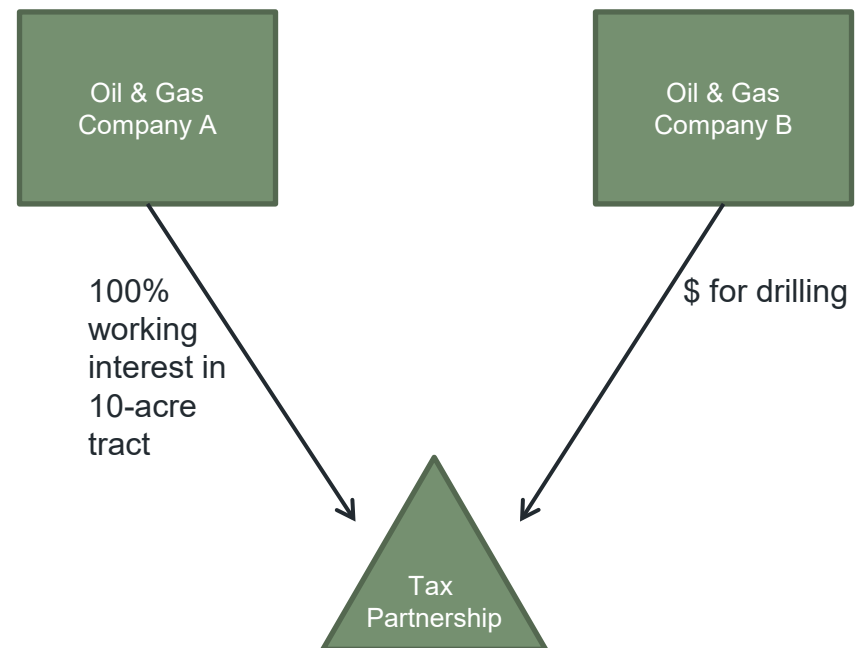 Oil & Gas
Company A
Oil & Gas
Company B
100%
working
interest in
10-acre
tract
$ for drilling
Tax
Partnership